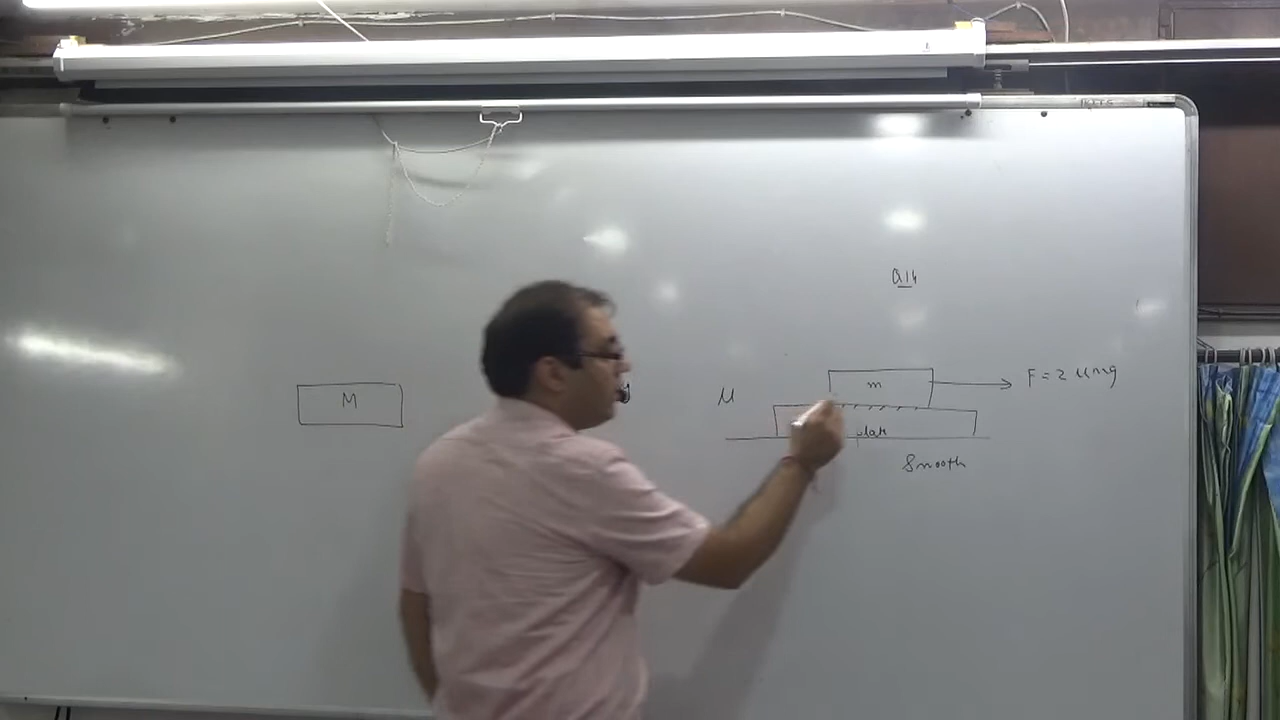 Q14
m
F = 2 μmg
M
μ
plate
Smooth